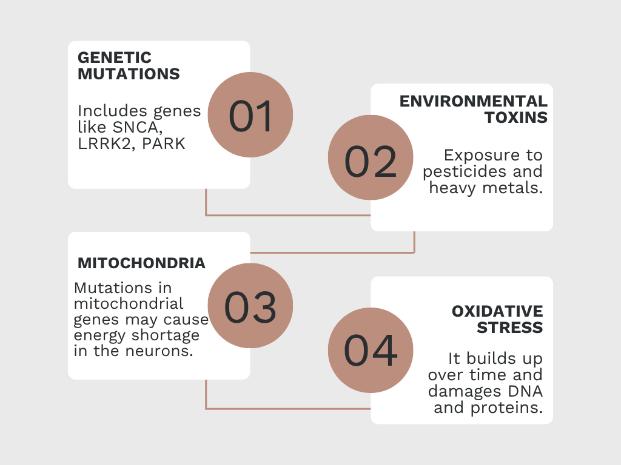 GENETIC
MUTATIONS
Includes genes
like SNCA,
LRRK2, PARK
01
ENVIRONMENTAL
TOXINS
02
Exposure to
pesticides and
heavy metals.
MITOCHONDRIA
Mutations in
mitochondrial
genes may cause
energy shortage
in the neurons.
03
OXIDATIVE
STRESS
04
It builds up
over time and
damages DNA
and proteins.